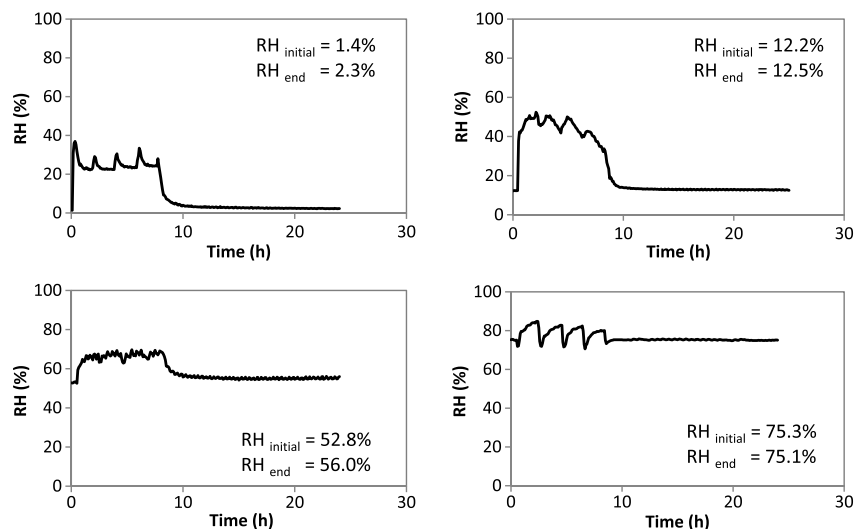 100
80
60
40
20
0
RH (%)
RH initial = 1.4%
RH end = 2.3%
0 10 20 30
Time (h)
100
80
60
40
20
0
RH (%)
RH initial = 12.2%
RH end = 12.5%
0 10 20 30
Time (h)
100
80
60
40
20
0
RH (%)
RH initial = 52.8%
RH end = 56.0%
0 10 20 30
Time (h)
100
80
60
40
20
0
RH (%)
RH initial = 75.3%
RH end = 75.1%
0 10 20 30
Time (h)